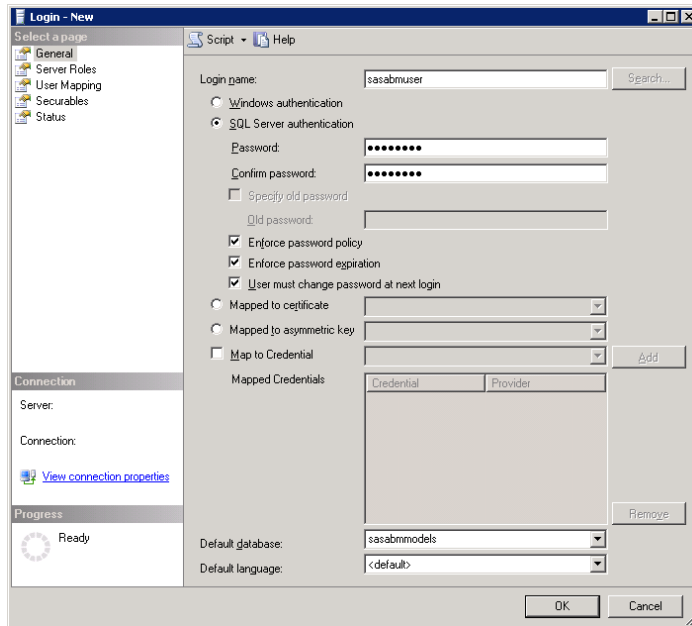 Login - New
Select a page
General
Server Roles
User Mapping
Securables
Status
Script
Help
Login name:
sasabmuser
Search...
Windows authentication
SQL Server authentication
Password:
●●●●●●●●
Confirm password:
●●●●●●●●
Specify old password
Old password:
Enforce password policy
Enforce password expiration
User must change password at next login
Mapped to certificate
Mapped to asymmetric key
Map to Credential
Add
Mapped Credentials
Credential
Provider
Remove
Default database:
sasabmmodels
Default language:
<default>
Connection
Server:
Connection:
View connection properties
Progress
Ready
OK
Cancel